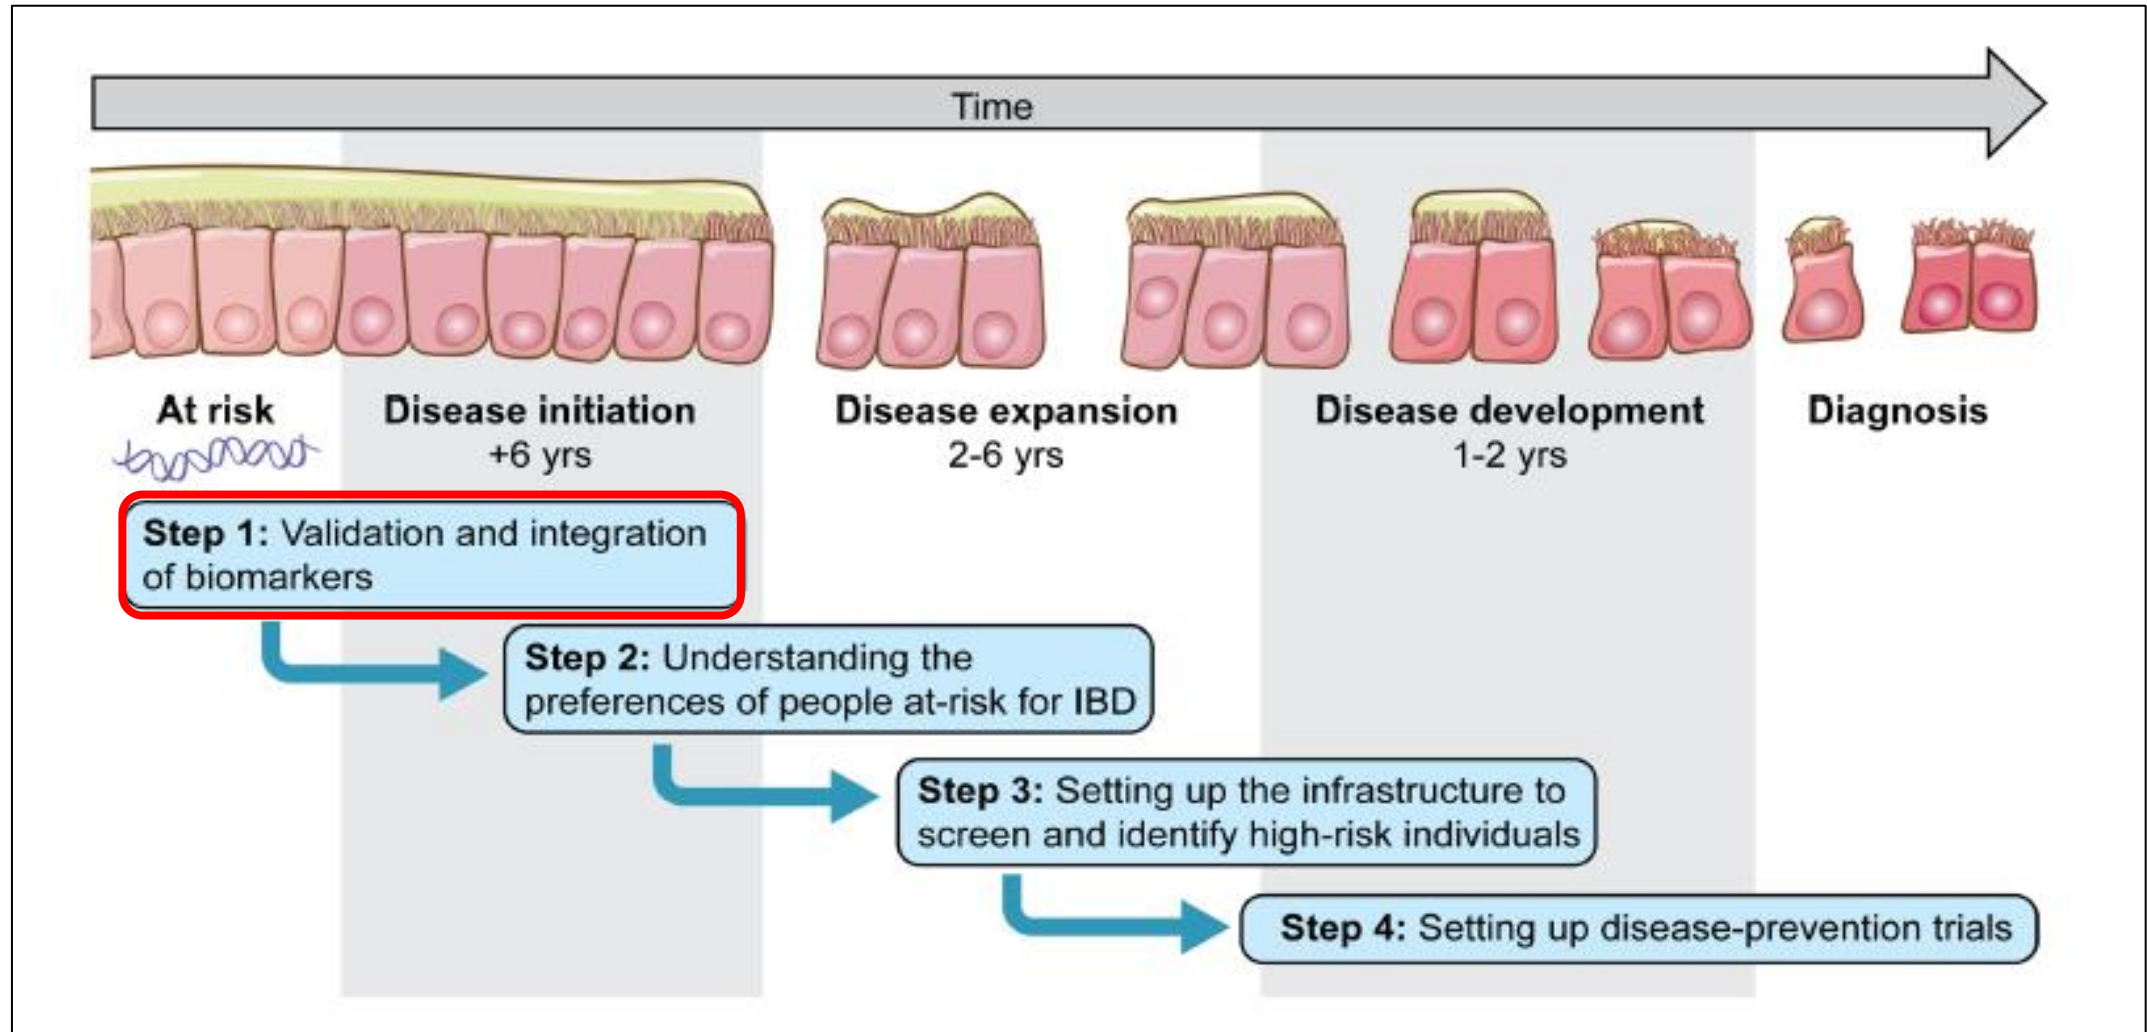 Time
At risk
Disease initiation
+6 yrs
Disease expansion
2-6 yrs
Disease development
1-2 yrs
Diagnosis
Step 1: Validation and integration
of biomarkers
Step 2: Understanding the
preferences of people at-risk for IBD
Step 3: Setting up the infrastructure to
screen and identify high-risk individuals
Step 4: Setting up disease-prevention trials